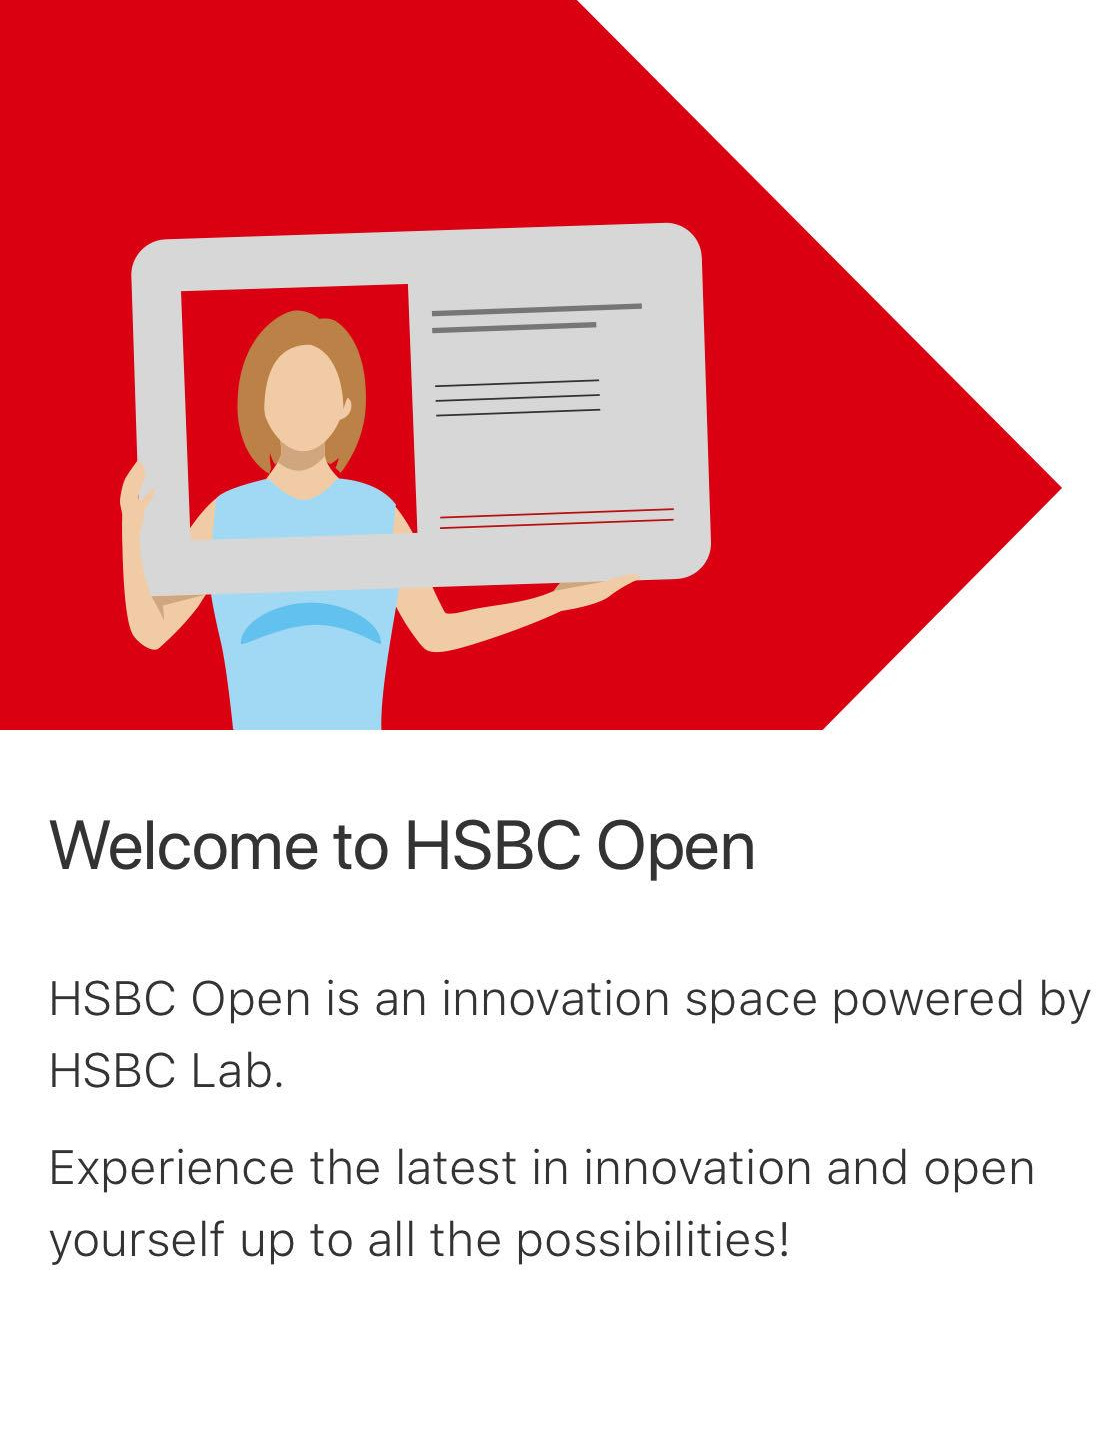 Welcome to HSBC Open
HSBC Open is an innovation space powered by
HSBC Lab.
Experience the latest in innovation and open
yourself up to all the possibilities!